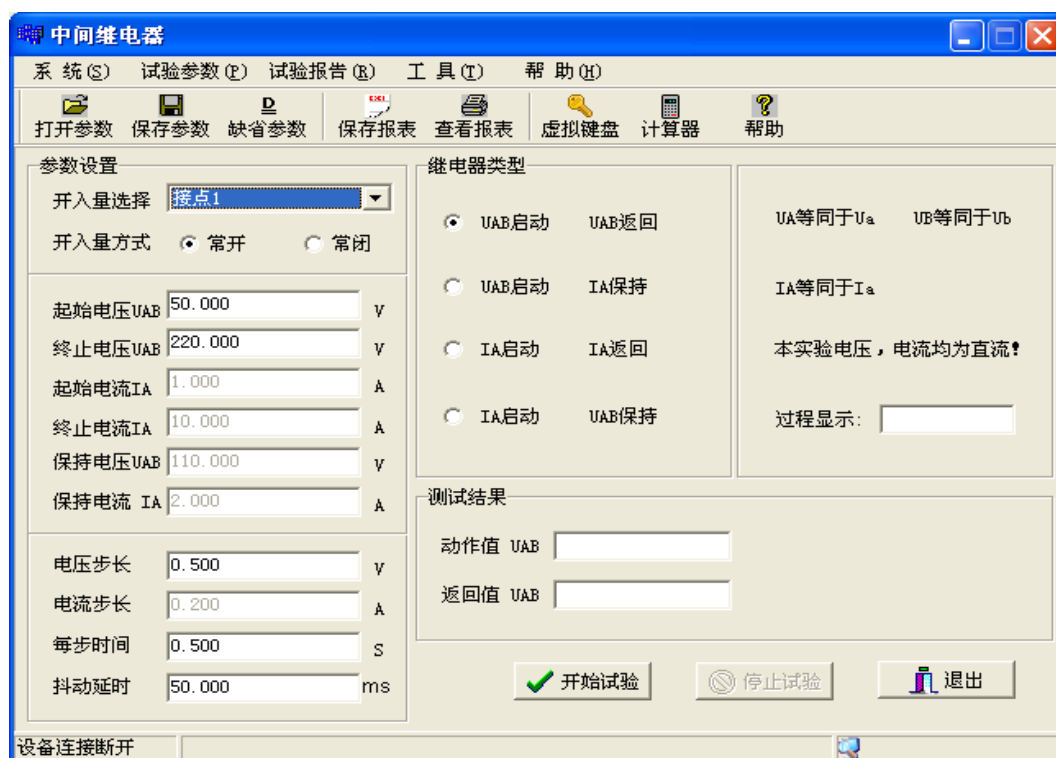 中间继电器
系 统(S) 试验参数(P) 试验报告(R) 工 具(T) 帮 助(H)
打开参数 保存参数 缺省参数 保存报表 查看报表 虚拟键盘 计算器 帮助
参数设置
开入量选择 接点1
开入量方式 常开 常闭
起始电压UAB 50.000 V
终止电压UAB 220.000 V
起始电流IA 1.000 A
终止电流IA 10.000 A
保持电压UAB 110.000 V
保持电流 IA 2.000 A
电压步长 0.500 V
电流步长 0.200 A
每步时间 0.500 S
抖动延时 50.000 ms
继电器类型
UAB启动 UAB返回
UAB启动 IA保持
IA启动 IA返回
IA启动 UAB保持
UA等同于Ua UB等同于Ub
IA等同于Ia
本实验电压，电流均为直流！
过程显示:
测试结果
动作值 UAB
返回值 UAB
开始试验 停止试验 退出
设备连接断开